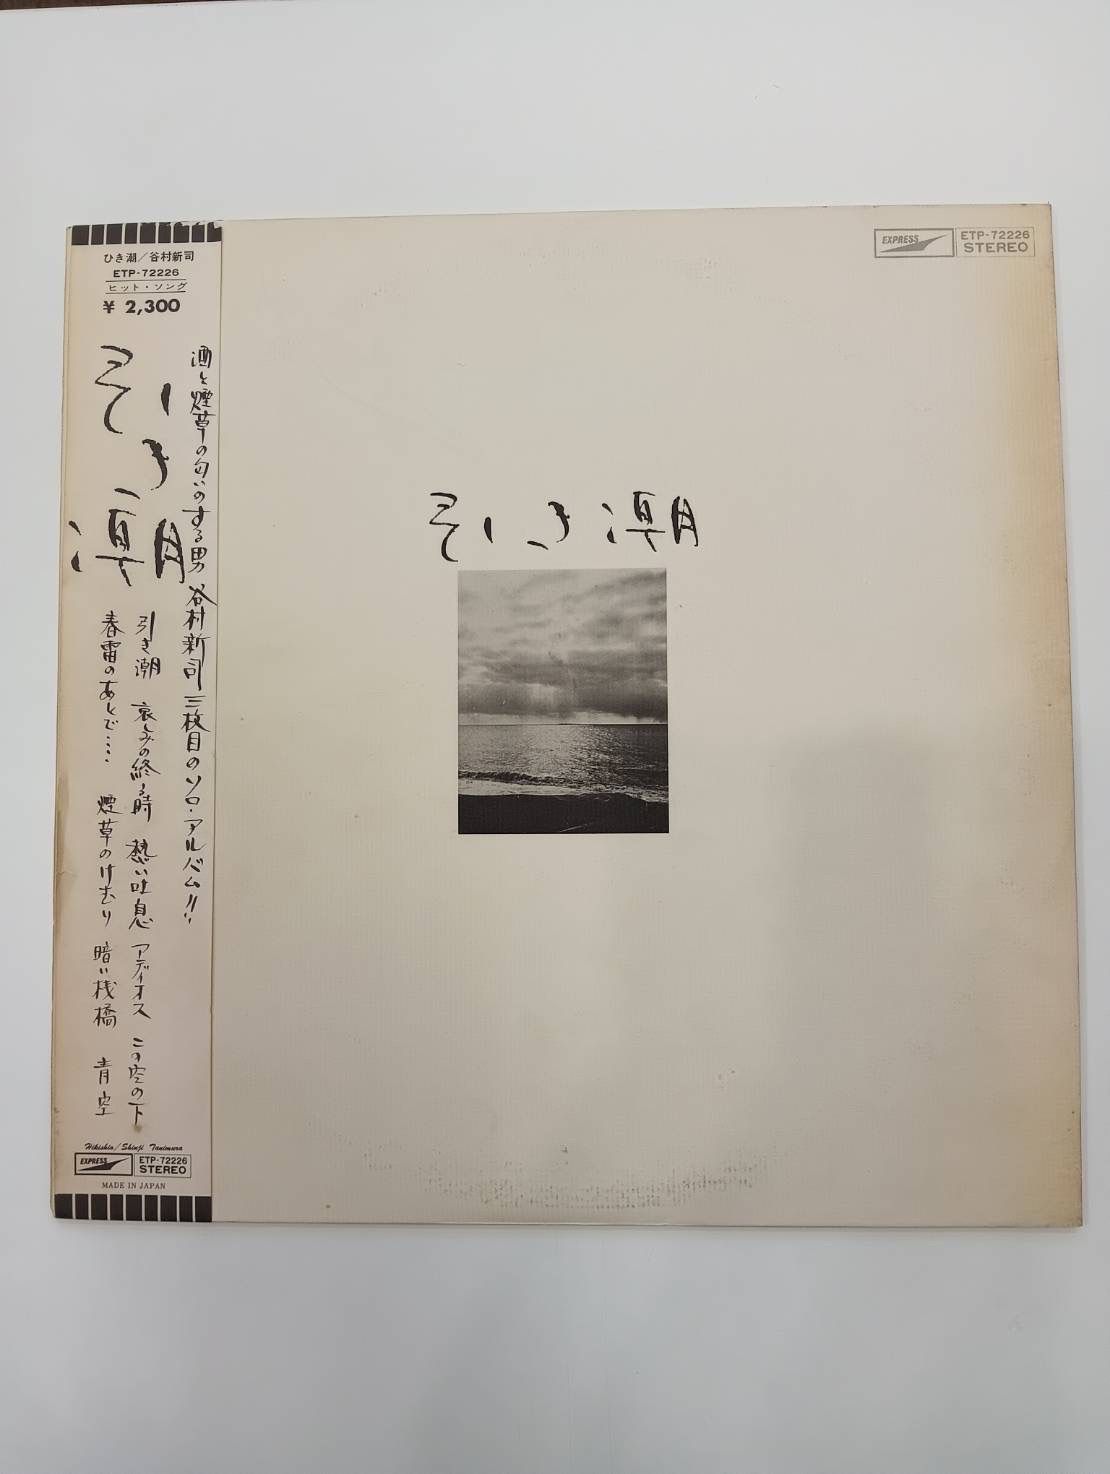 ひき潮／谷村新司
ETP-72226
ヒット・ソング
¥ 2,300
酒と煙草の匂いのする男 谷村新司 三枚目のソロ・アルバム!!
引き潮
引き潮 哀しみの終る時 熱い吐息 アディオス この空の下
春雷のあとで…… 煙草のけむり 暗い桟橋 青空
Hikishio/Shinji Tanimura
EXPRESS
ETP-72226
STEREO
MADE IN JAPAN
EXPRESS
ETP-72226
STEREO
引き潮